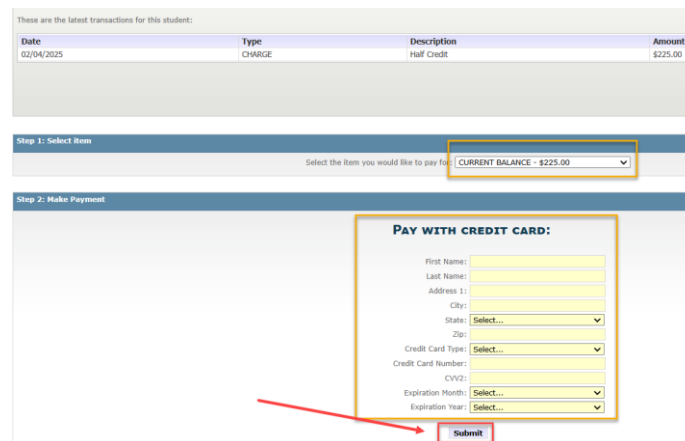 These are the latest transactions for this student:
Date Type Description Amount
02/04/2025 CHARGE Half Credit $225.00
Step 1: Select item
Select the item you would like to pay for: CURRENT BALANCE - $225.00
Step 2: Make Payment
PAY WITH CREDIT CARD:
First Name:
Last Name:
Address 1:
City:
State: Select...
Zip:
Credit Card Type: Select...
Credit Card Number:
CVV2:
Expiration Month: Select...
Expiration Year: Select...
Submit